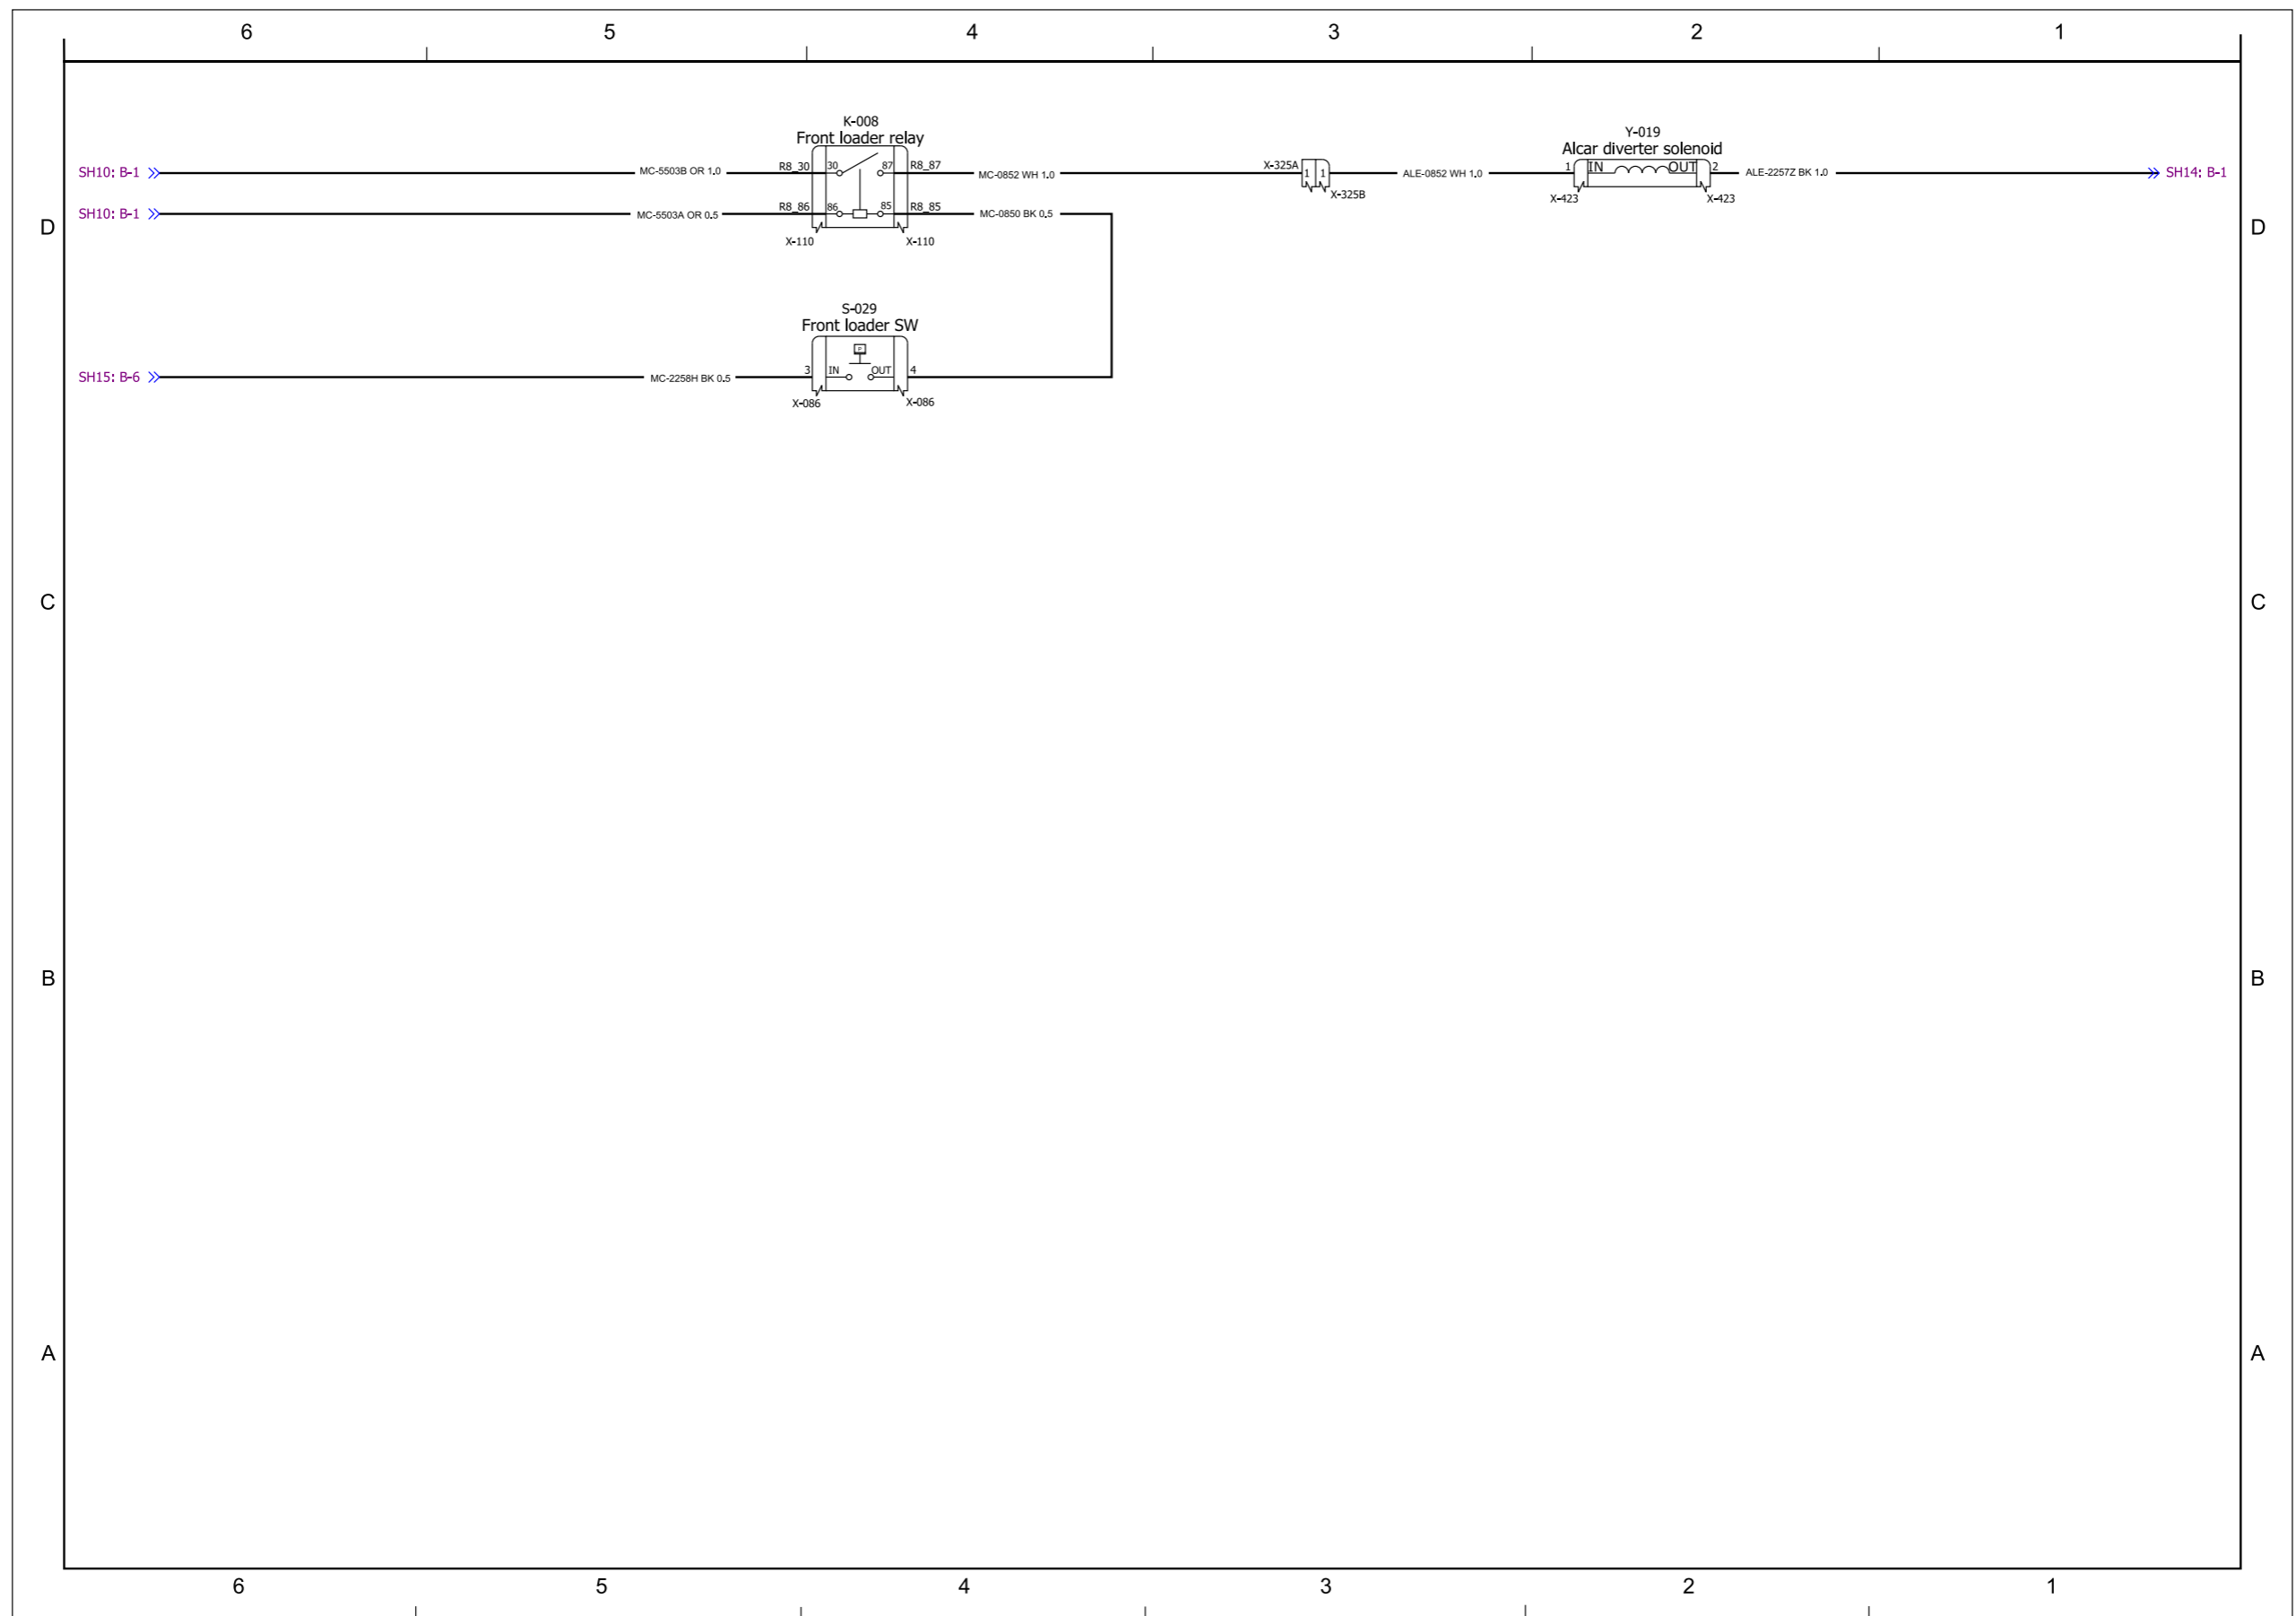 6 5 4 3 2 1
K-008
Front loader relay
Y-019
Alcar diverter solenoid
SH10: B-1 MC-5503B OR 1.0 R8_30 30 87 R8_87 MC-0852 WH 1.0 X-325A 1 1 X-325B ALE-0852 WH 1.0 1 IN OUT 2 ALE-2257Z BK 1.0 SH14: B-1
X-423 X-423
SH10: B-1 MC-5503A OR 0.5 R8_86 86 85 R8_85 MC-0850 BK 0.5
D D
X-110 X-110
S-029
Front loader SW
P
SH15: B-6 MC-2258H BK 0.5 3 IN OUT 4
X-086 X-086
C C
B B
A A
6 5 4 3 2 1